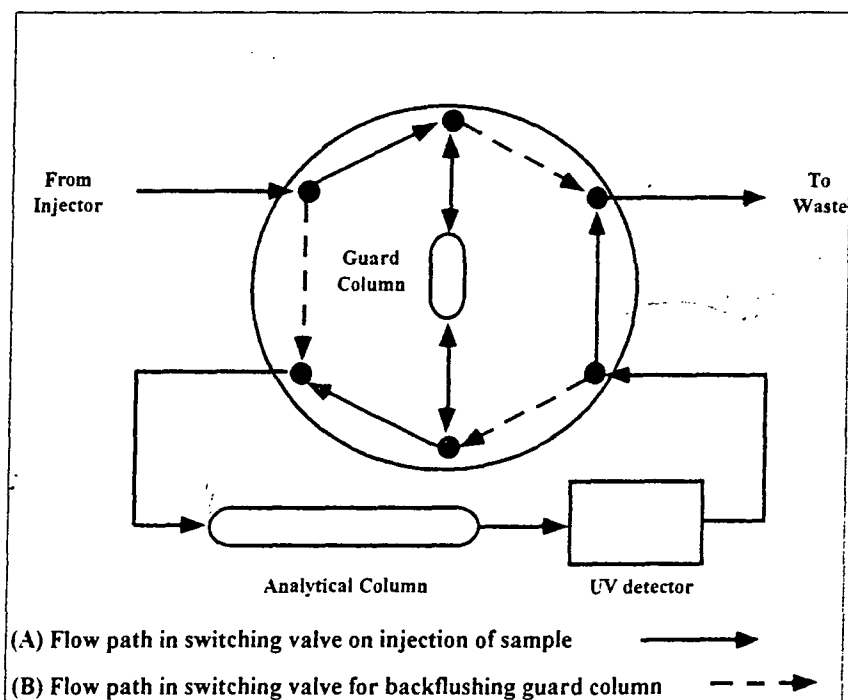 From
Injector
To
Waste
Guard
Column
Analytical Column
UV detector
(A) Flow path in switching valve on injection of sample
(B) Flow path in switching valve for backflushing guard column